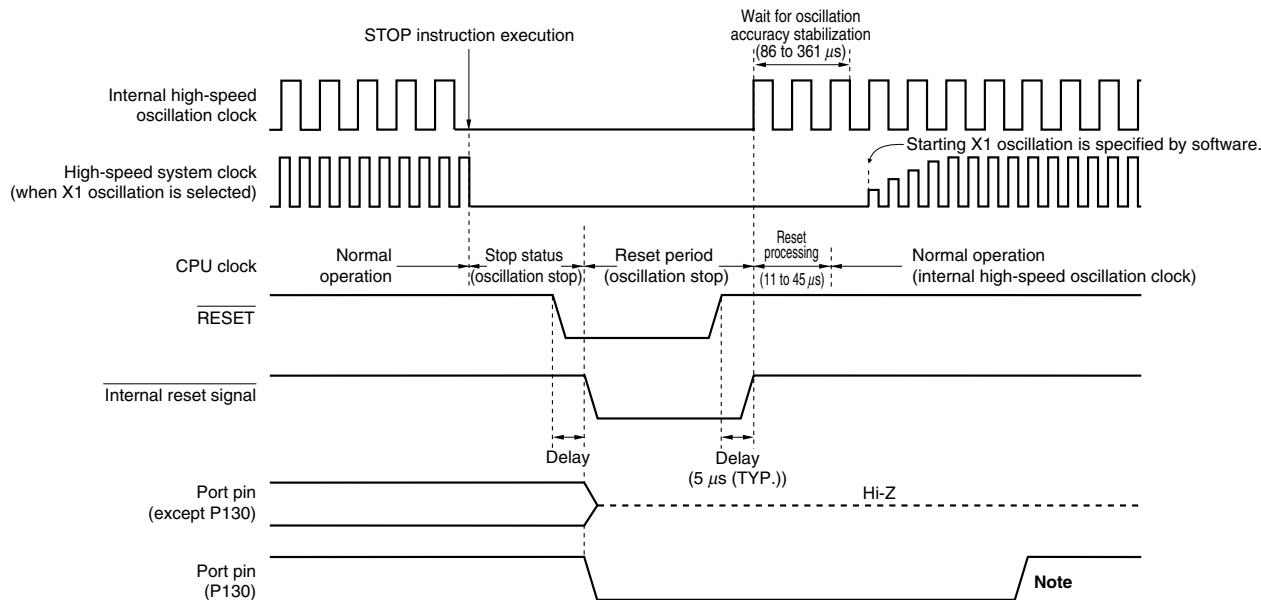 Wait for oscillation
accuracy stabilization
(86 to 361 μs)
STOP instruction execution
Internal high-speed
oscillation clock
Starting X1 oscillation is specified by software.
High-speed system clock
(when X1 oscillation is selected)
CPU clock
Normal
operation
Stop status
(oscillation stop)
Reset period
(oscillation stop)
Reset
processing
(11 to 45 μs)
Normal operation
(internal high-speed oscillation clock)
RESET
Internal reset signal
Delay
Delay
(5 μs (TYP.))
Port pin
(except P130)
Hi-Z
Port pin
(P130)
Note